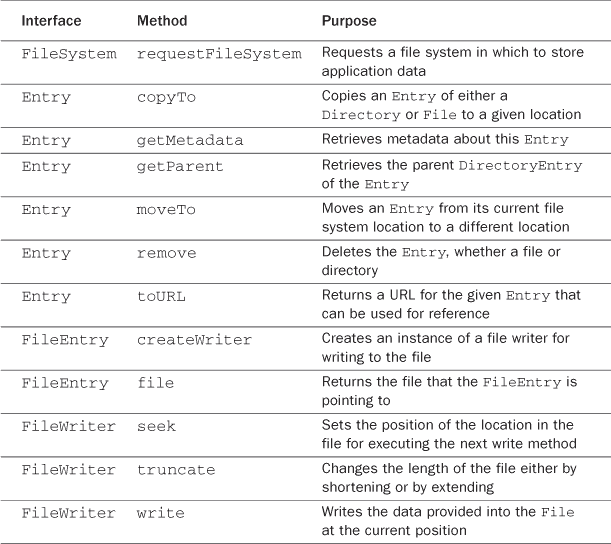 Interface Method Purpose
FileSystem requestFileSystem Requests a file system in which to store
application data
Entry copyTo Copies an Entry of either a
Directory or File to a given location
Entry getMetadata Retrieves metadata about this Entry
Entry getParent Retrieves the parent DirectoryEntry
of the Entry
Entry moveTo Moves an Entry from its current file
system location to a different location
Entry remove Deletes the Entry, whether a file or
directory
Entry toURL Returns a URL for the given Entry that
can be used for reference
FileEntry createWriter Creates an instance of a file writer for
writing to the file
FileEntry file Returns the file that the FileEntry is
pointing to
FileWriter seek Sets the position of the location in the
file for executing the next write method
FileWriter truncate Changes the length of the file either by
shortening or by extending
FileWriter write Writes the data provided into the File
at the current position